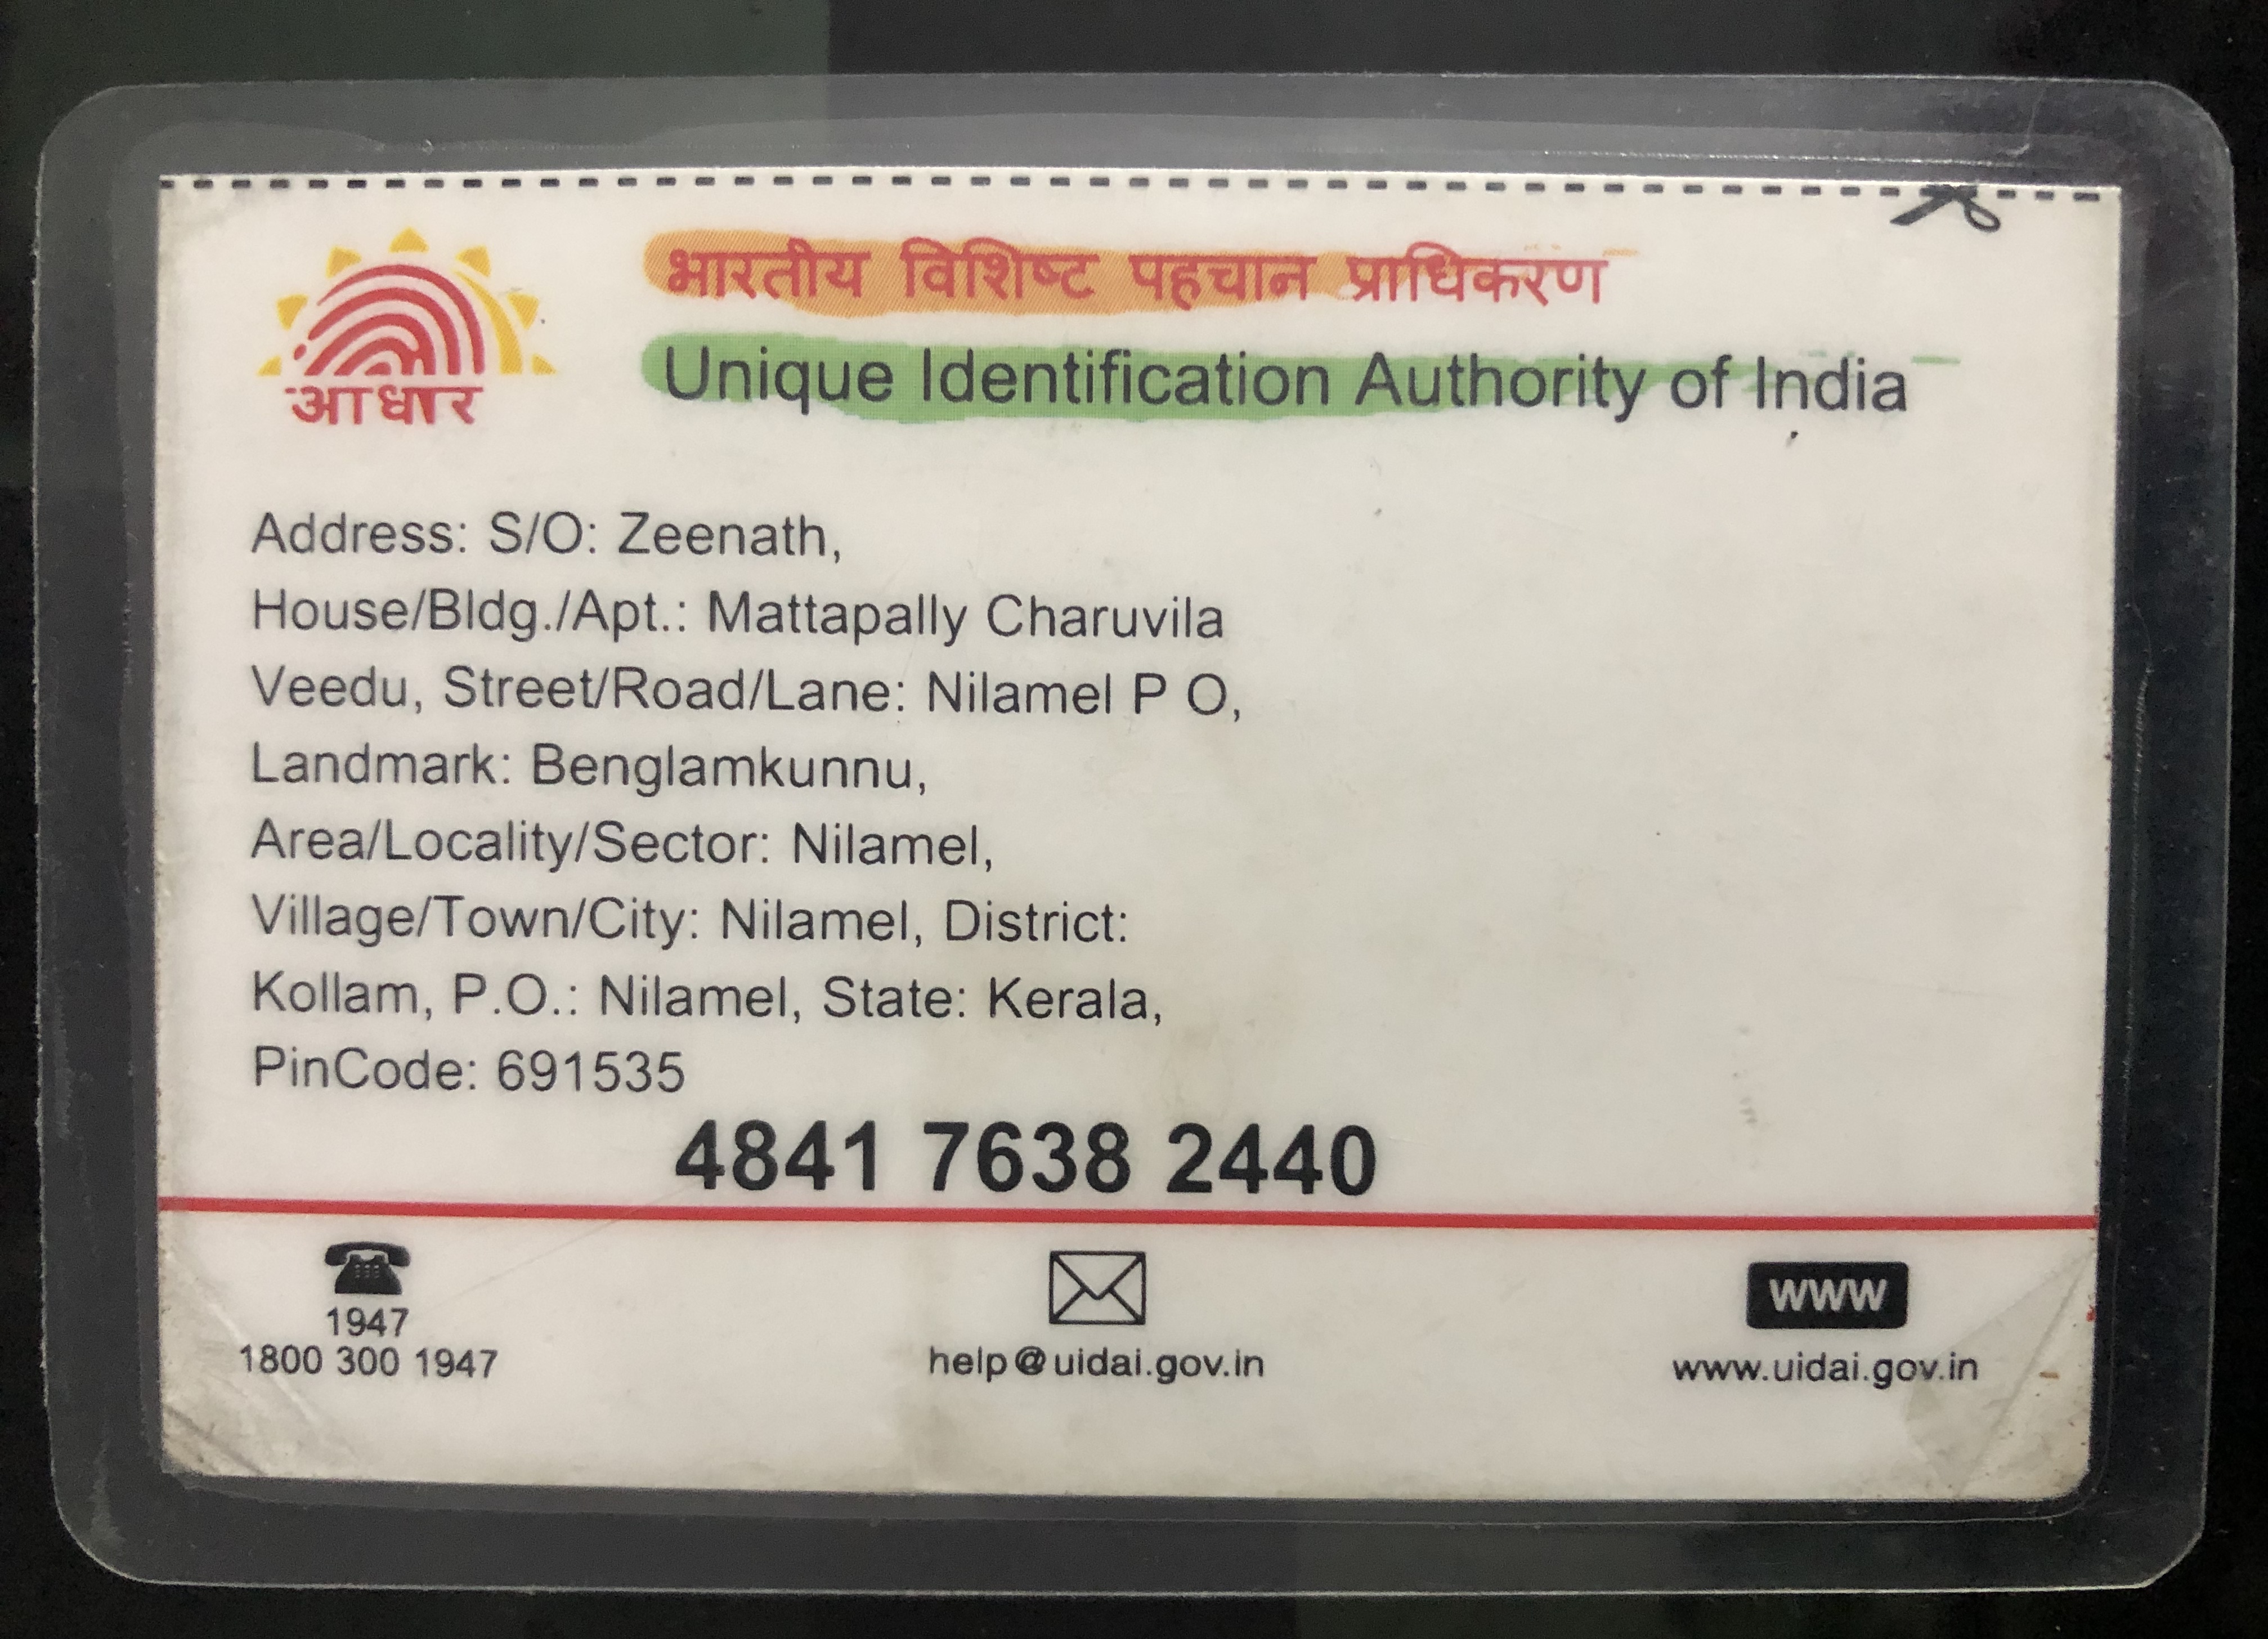 भारतीय विशिष्ट पहचान प्राधिकरण
Unique Identification Authority of India
आधार
Address: S/O: Zeenath,
House/Bldg./Apt.: Mattapally Charuvila
Veedu, Street/Road/Lane: Nilamel P O,
Landmark: Benglamkunnu,
Area/Locality/Sector: Nilamel,
Village/Town/City: Nilamel, District:
Kollam, P.O.: Nilamel, State: Kerala,
PinCode: 691535
4841 7638 2440
1947
1800 300 1947
help@uidai.gov.in
www
www.uidai.gov.in